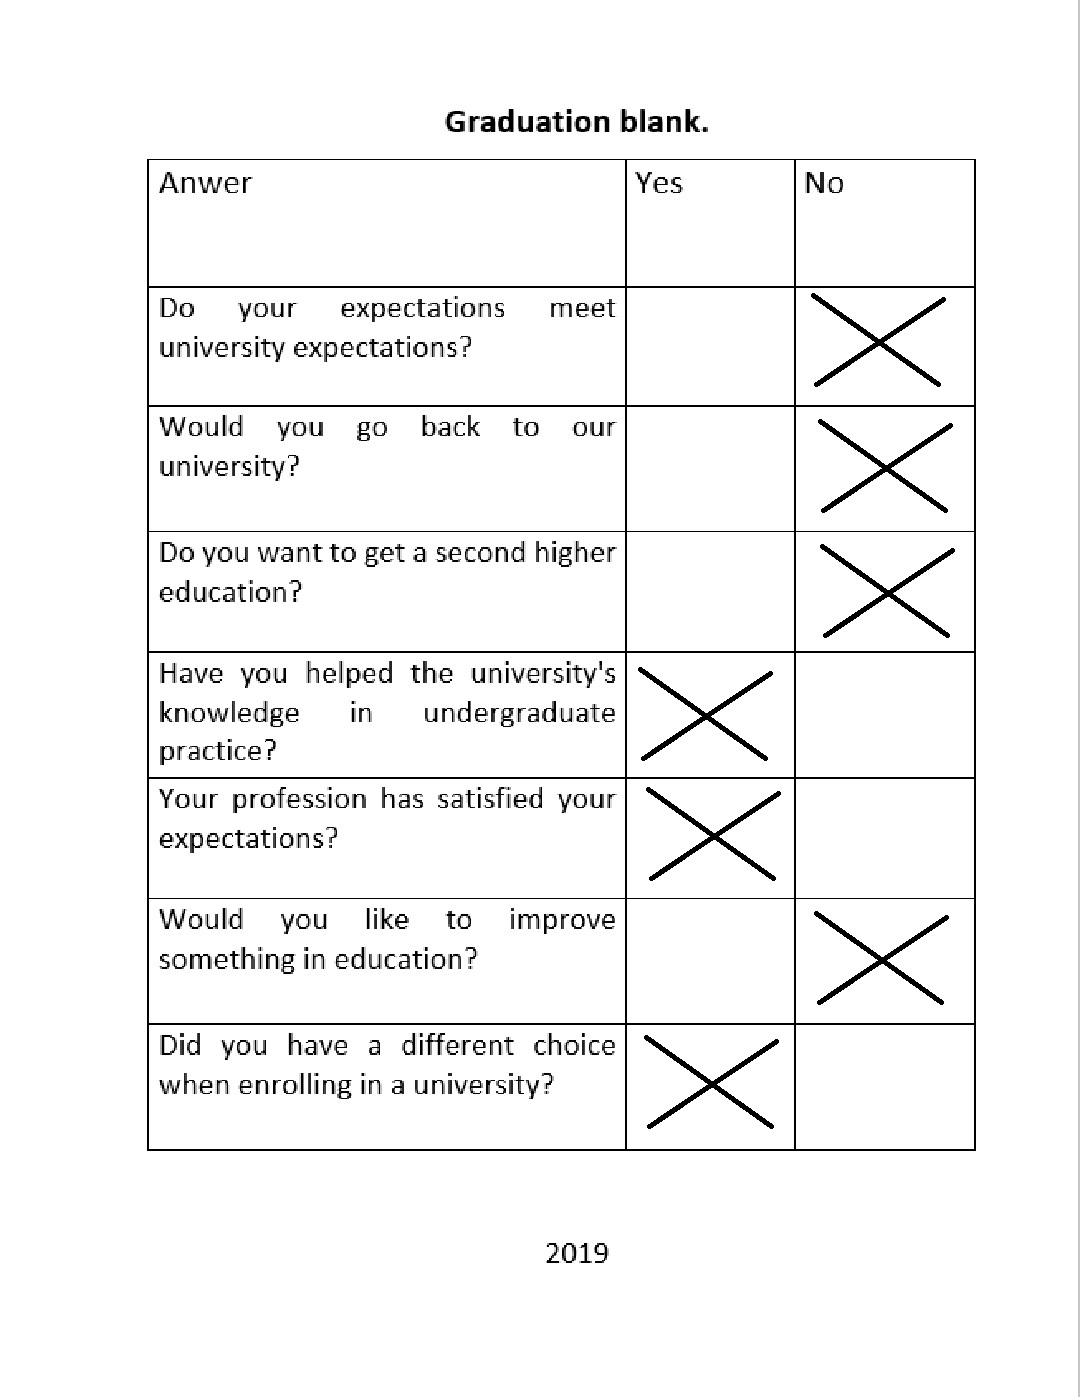 Graduation blank.
Anwer Yes No
Do your expectations meet
university expectations?
Would you go back to our
university?
Do you want to get a second higher
education?
Have you helped the university's
knowledge in undergraduate
practice?
Your profession has satisfied your
expectations?
Would you like to improve
something in education?
Did you have a different choice
when enrolling in a university?
2019